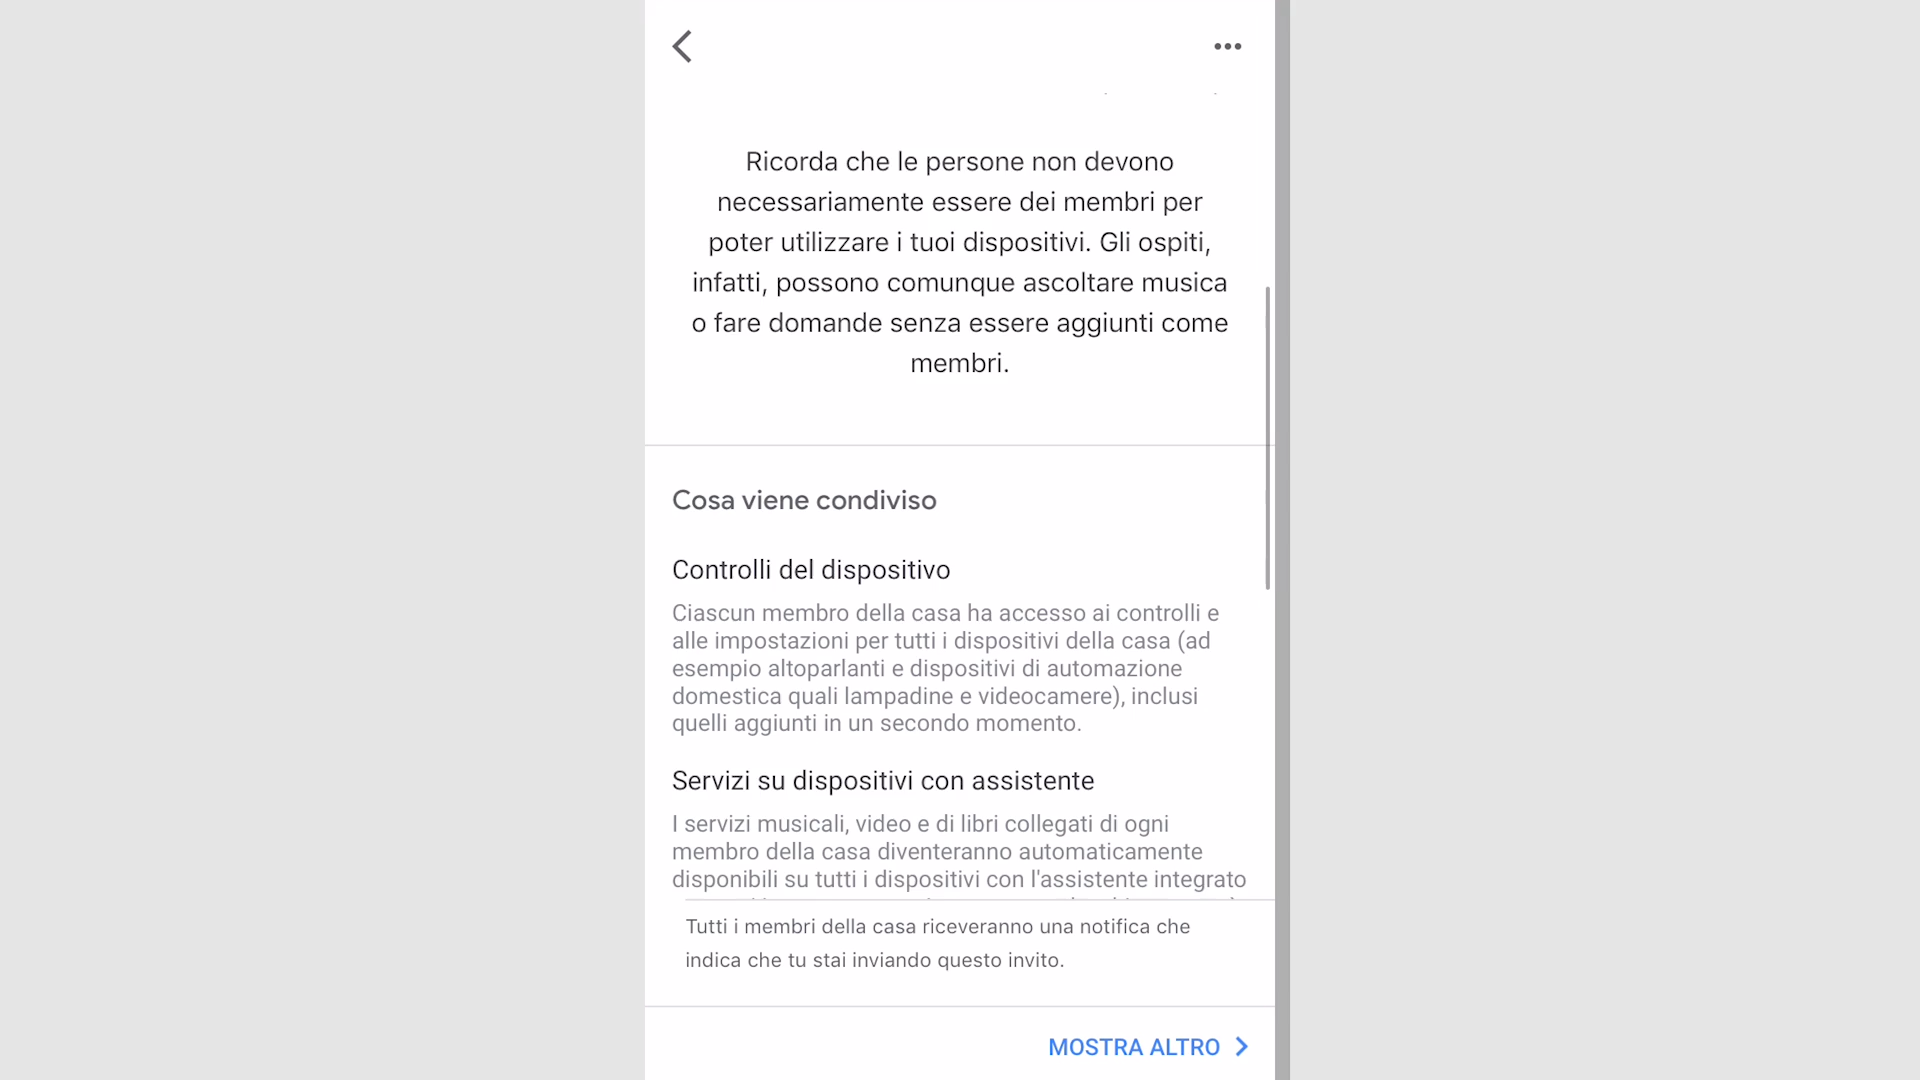 Ricorda che le persone non devono
necessariamente essere dei membri per
poter utilizzare i tuoi dispositivi. Gli ospiti,
infatti, possono comunque ascoltare musica
o fare domande senza essere aggiunti come
membri.
Cosa viene condiviso
Controlli del dispositivo
Ciascun membro della casa ha accesso ai controlli e
alle impostazioni per tutti i dispositivi della casa (ad
esempio altoparlanti e dispositivi di automazione
domestica quali lampadine e videocamere), inclusi
quelli aggiunti in un secondo momento.
Servizi su dispositivi con assistente
I servizi musicali, video e di libri collegati di ogni
membro della casa diventeranno automaticamente
disponibili su tutti i dispositivi con l'assistente integrato
Tutti i membri della casa riceveranno una notifica che
indica che tu stai inviando questo invito.
MOSTRA ALTRO